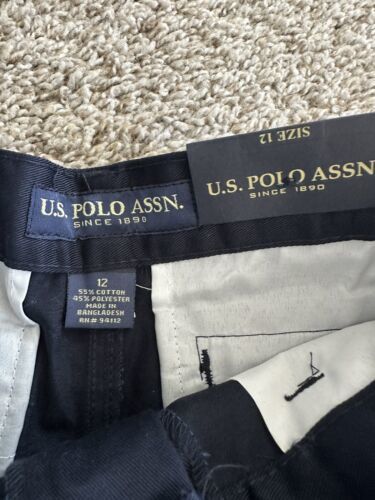 SIZE 12
U.S. POLO ASSN.
SINCE 1890
U.S. POLO ASSN.
SINCE 1890
12
55% COTTON
45% POLYESTER
MADE IN
BANGLADESH
RN# 94112